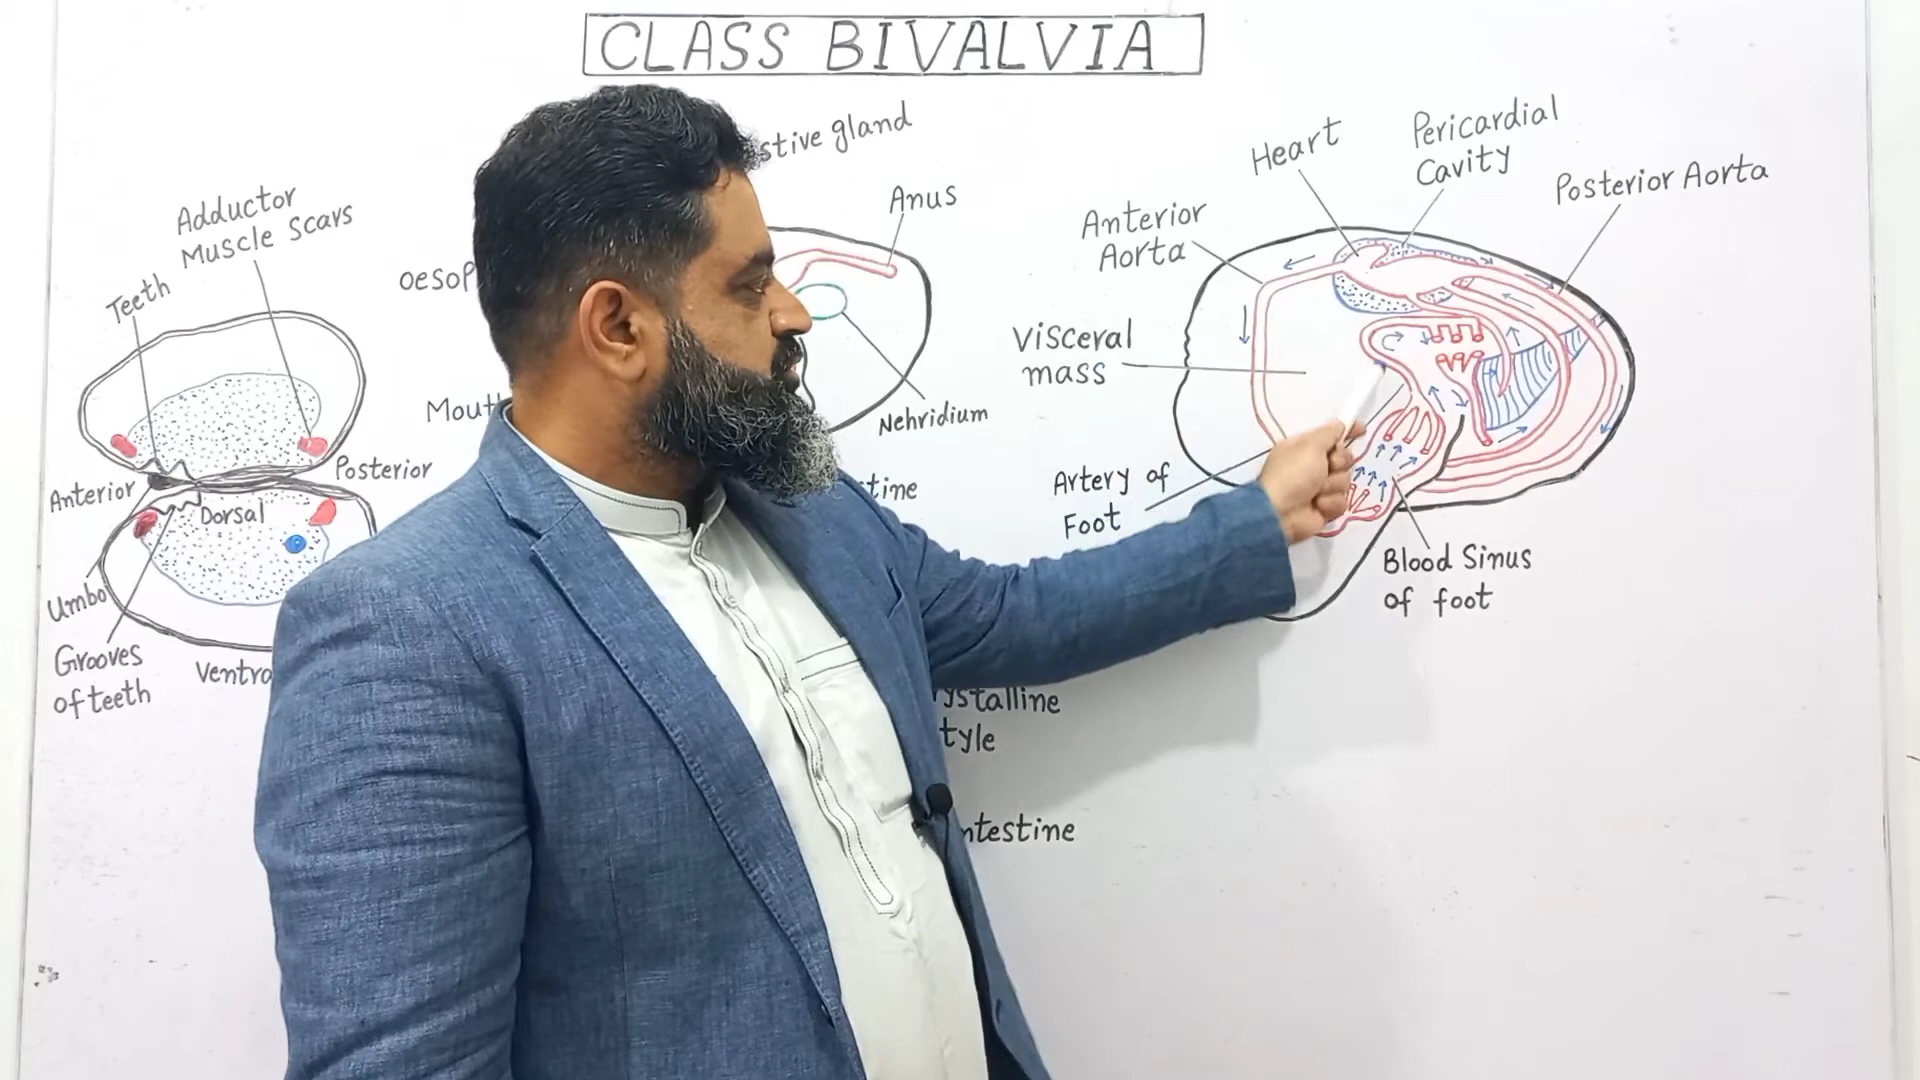 CLASS BIVALVIA
Adductor
Muscle Scars
Teeth
Anterior
Posterior
Dorsal
Umbo
Grooves
of teeth
Ventra
stive gland
Anus
oesop
Mout
Nehridium
tine
rystalline
tyle
ntestine
Heart
Pericardial
Cavity
Posterior Aorta
Anterior
Aorta
Visceral
mass
Artery of
Foot
Blood Sinus
of foot